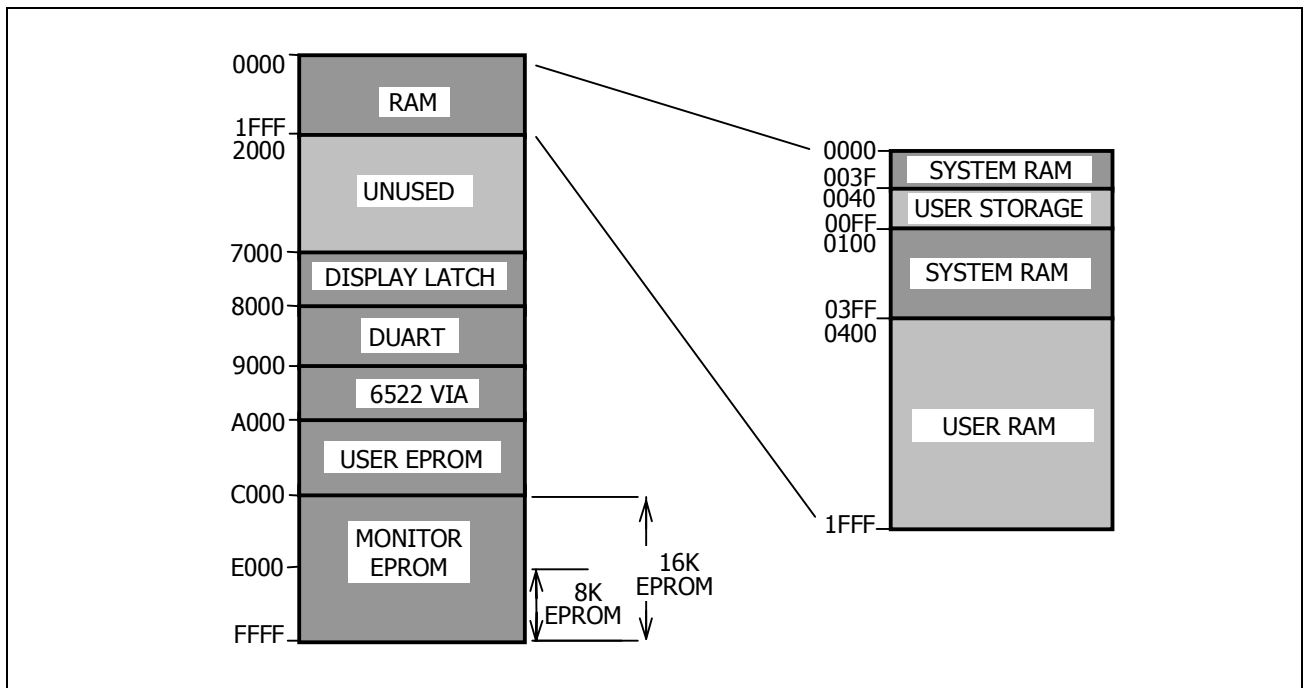 0000
RAM
1FFF
2000
UNUSED
7000
DISPLAY LATCH
8000
DUART
9000
6522 VIA
A000
USER EPROM
C000
MONITOR
EPROM
E000
FFFF
16K
EPROM
8K
EPROM
0000
SYSTEM RAM
003F
0040
USER STORAGE
00FF
0100
SYSTEM RAM
03FF
0400
USER RAM
1FFF